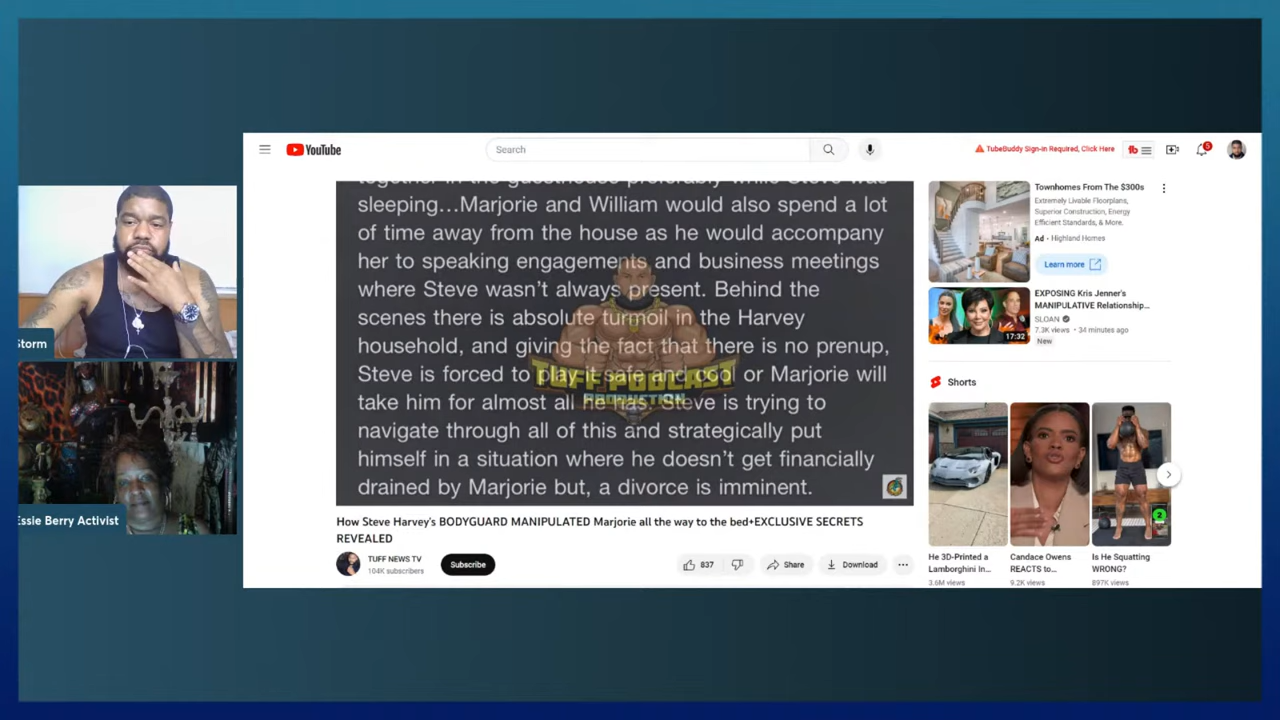 YouTube
Search
TubeBuddy Sign-in Required, Click Here
tb
5
together in the guesthouse preferably while Steve was
sleeping...Marjorie and William would also spend a lot
of time away from the house as he would accompany
her to speaking engagements and business meetings
where Steve wasn't always present. Behind the
scenes there is absolute turmoil in the Harvey
household, and giving the fact that there is no prenup,
Steve is forced to play it safe and cool or Marjorie will
take him for almost all he has. Steve is trying to
navigate through all of this and strategically put
himself in a situation where he doesn't get financially
drained by Marjorie but, a divorce is imminent.
TUFF PODCAST
PRODUCTION
How Steve Harvey's BODYGUARD MANIPULATED Marjorie all the way to the bed+EXCLUSIVE SECRETS
REVEALED
TUFF NEWS TV
104K subscribers
Subscribe
837
Share
Download
Townhomes From The $300s
Extremely Livable Floorplans,
Superior Construction, Energy
Efficient Standards, & More.
Ad · Highland Homes
Learn more
17:32
EXPOSING Kris Jenner's
MANIPULATIVE Relationship...
SLOAN
7.3K views · 34 minutes ago
New
Shorts
2
He 3D-Printed a
Lamborghini In...
3.6M views
Candace Owens
REACTS to...
9.2K views
Is He Squatting
WRONG?
897K views
Storm
Essie Berry Activist